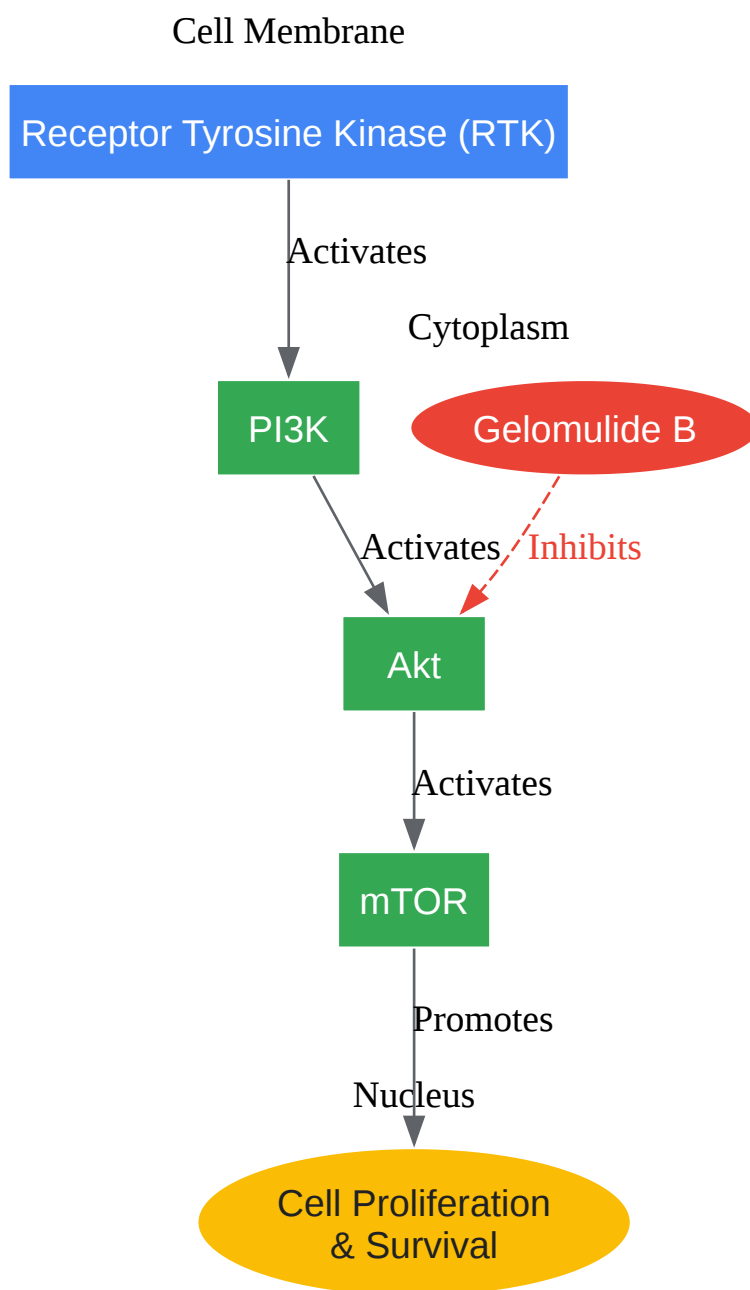 Cell Membrane
Receptor Tyrosine Kinase (RTK)
Activates
Cytoplasm
PI3K
Gelomulide B
Activates
Inhibits
Akt
Activates
mTOR
Promotes
Nucleus
Cell Proliferation
& Survival